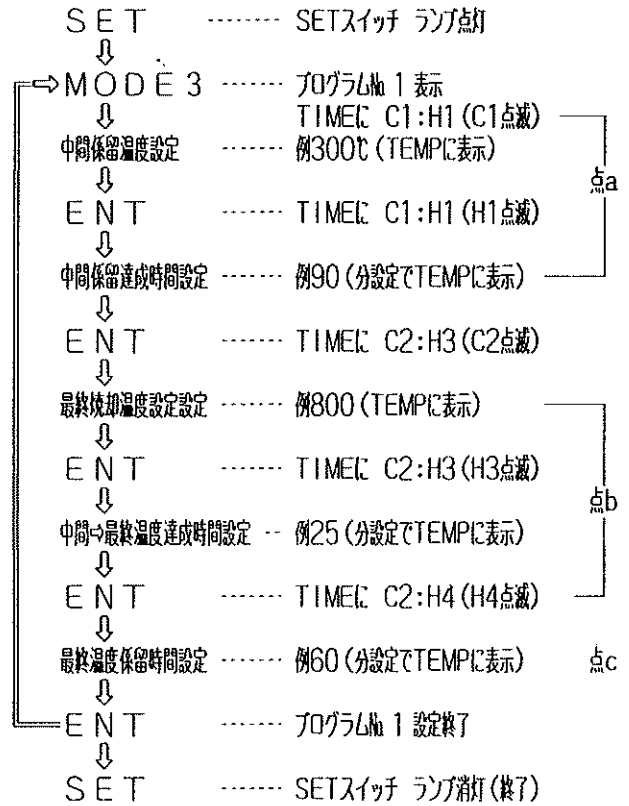 SET ……… SETスイッチ ランプ点灯
⇩
⇨MODE3 …… プログラム№1 表示
⇩ TIMEに C1:H1(C1点滅)
中間係留温度設定 …… 例300℃(TEMPに表示)
⇩ 点a
ENT …… TIMEに C1:H1(H1点滅)
⇩
中間係留達成時間設定 …… 例90(分設定でTEMPに表示)
⇩
ENT …… TIMEに C2:H3(C2点滅)
⇩
最終焼却温度設定設定 …… 例800(TEMPに表示)
⇩
ENT …… TIMEに C2:H3(H3点滅)
⇩ 点b
中間⇨最終温度達成時間設定 ‥ 例25(分設定でTEMPに表示)
⇩
ENT …… TIMEに C2:H4(H4点滅)
⇩
最終温度係留時間設定 …… 例60(分設定でTEMPに表示) 点c
⇩
ENT …… プログラム№1 設定終了
⇩
SET …… SETスイッチ ランプ消灯(終了)